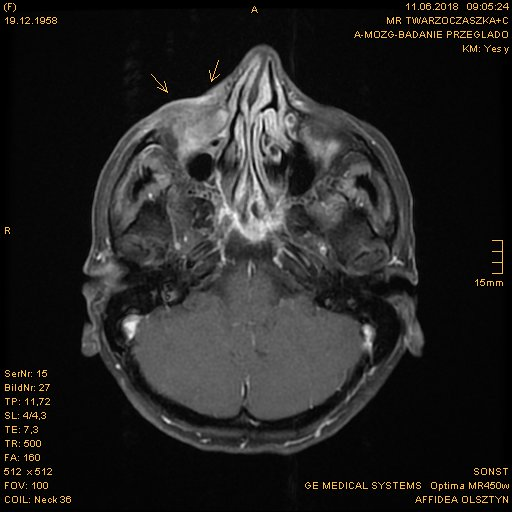 (F)
19.12.1958
A
11.06.2018 09:05:24
MR TWARZOCZASZKA+C
A-MOZG-BADANIE PRZEGLADO
KM: Yes y
R
15mm
SerNr: 15
BildNr: 27
TP: 11,72
SL: 4/4,3
TE: 7,3
TR: 500
FA: 160
512 x 512
FOV: 100
COIL: Neck 36
SONST
GE MEDICAL SYSTEMS Optima MR450w
AFFIDEA OLSZTYN